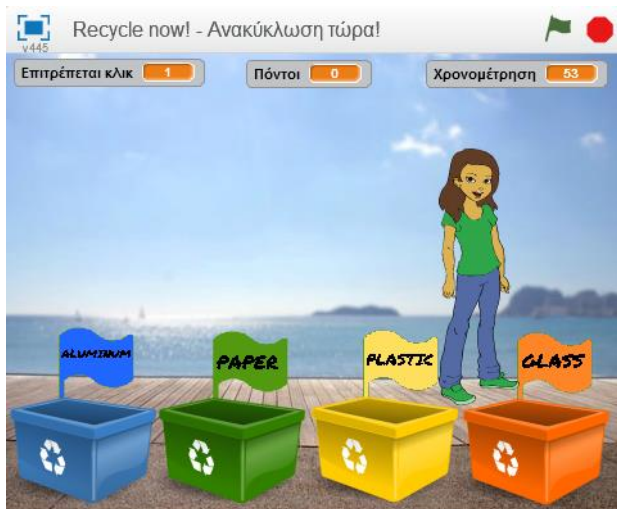 Recycle now! - Ανακύκλωση τώρα!
v445
Επιτρέπεται κλικ 1
Πόντοι 0
Χρονομέτρηση 53
ALUMINUM
PAPER
PLASTIC
GLASS